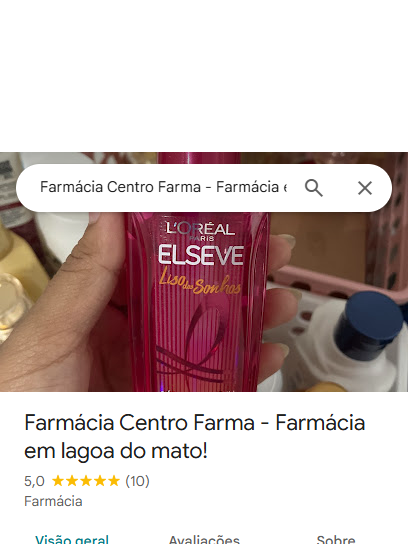 Farmácia Centro Farma - Farmácia e
L'ORÉAL
PARIS
ELSEVE
Liso dos Sonhos
Farmácia Centro Farma - Farmácia
em lagoa do mato!
5,0 (10)
Farmácia
Visão geral Avaliações Sobre